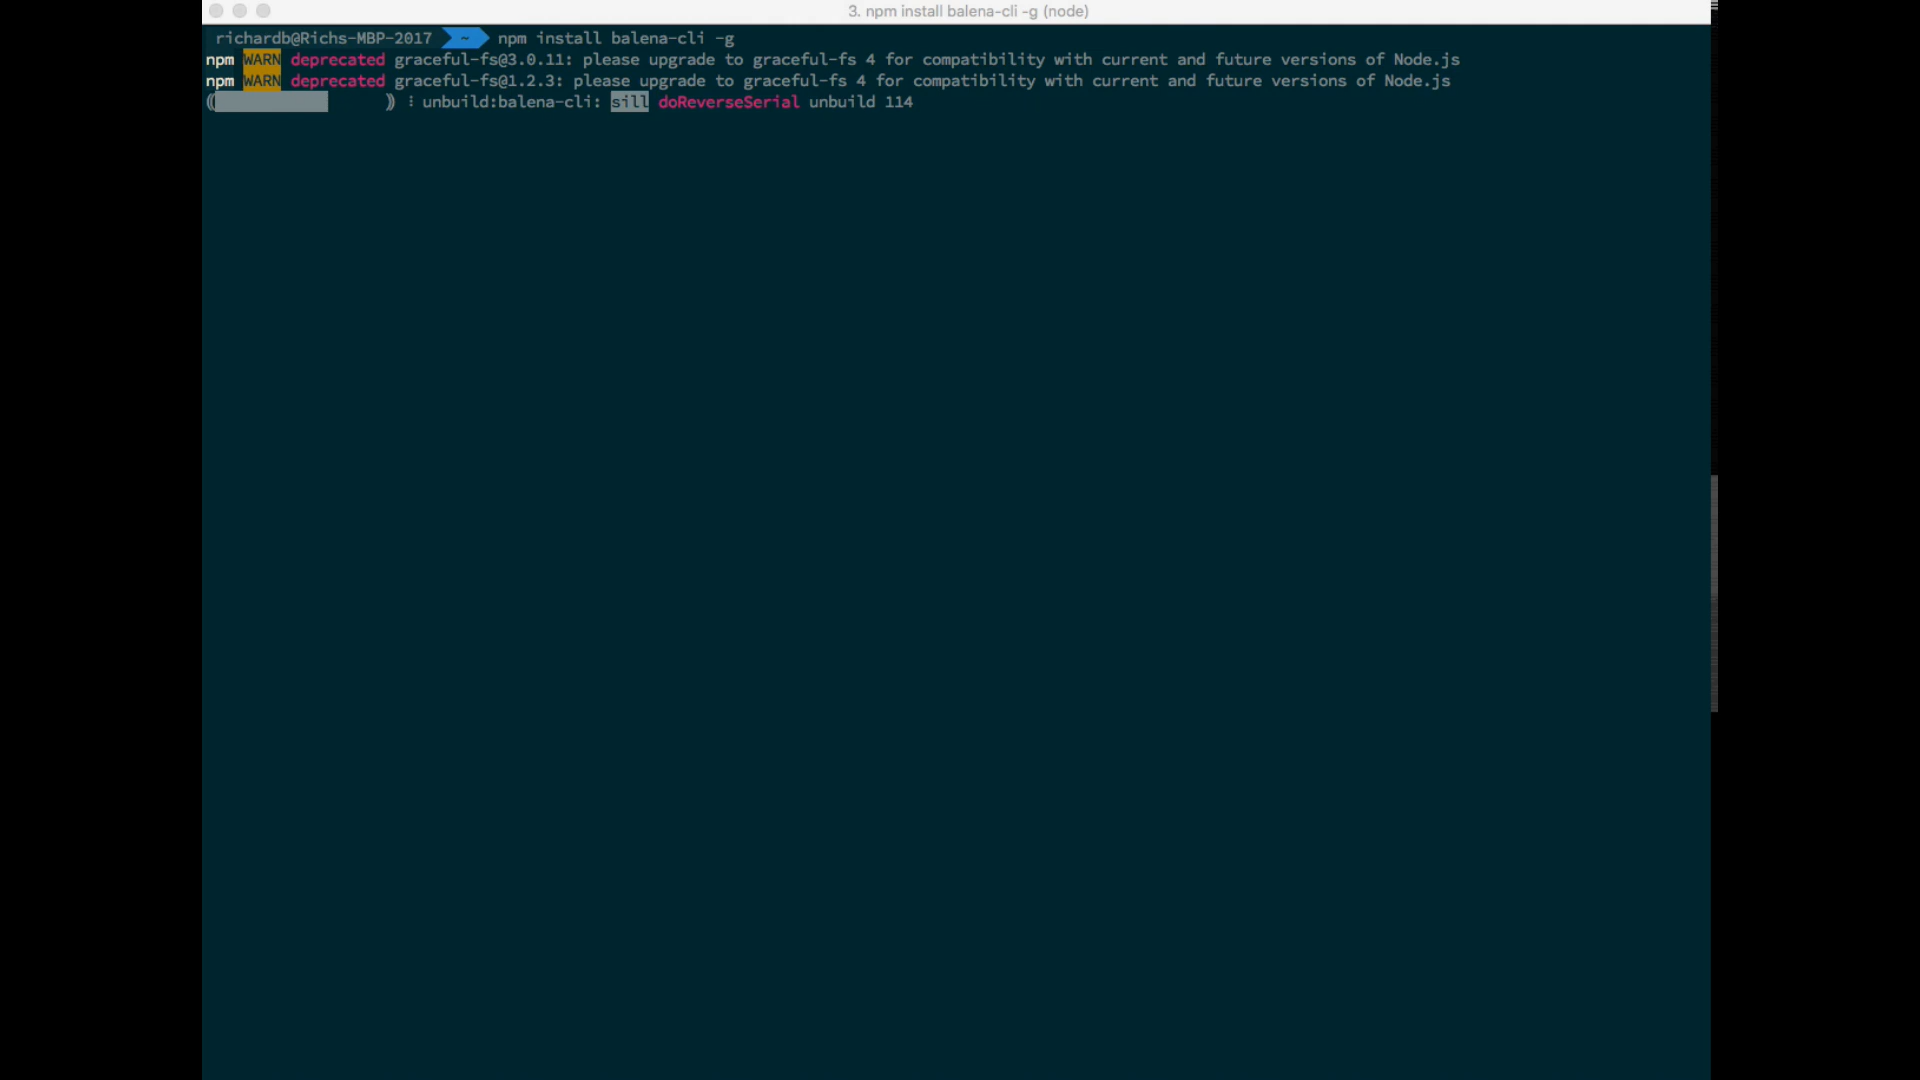 3. npm install balena-cli -g (node)
richardb@Richs-MBP-2017 ~ npm install balena-cli -g
npm WARN deprecated graceful-fs@3.0.11: please upgrade to graceful-fs 4 for compatibility with current and future versions of Node.js
npm WARN deprecated graceful-fs@1.2.3: please upgrade to graceful-fs 4 for compatibility with current and future versions of Node.js
(( )) ⸽ unbuild:balena-cli: sill doReverseSerial unbuild 114